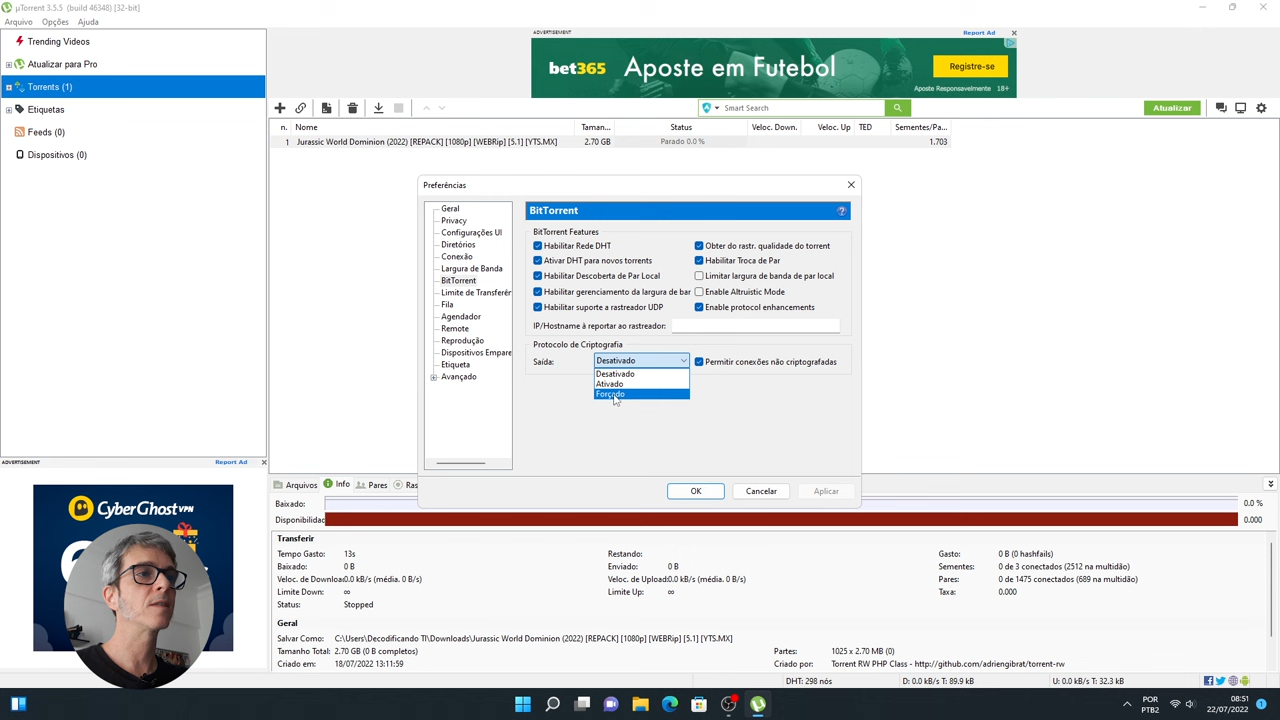 µTorrent 3.5.5 (build 46348) [32-bit]
Arquivo Opções Ajuda
Trending Videos
Atualizar para Pro
Torrents (1)
Etiquetas
Feeds (0)
Dispositivos (0)
ADVERTISEMENT Report Ad
bet365 Aposte em Futebol Registre-se
Aposte Responsavelmente 18+
Smart Search
Atualizar
n. Nome Taman... Status Veloc. Down. Veloc. Up TED Sementes/Pa...
1 Jurassic World Dominion (2022) [REPACK] [1080p] [WEBRip] [5.1] [YTS.MX] 2.70 GB Parado 0.0 % 1.703
Preferências
Geral
Privacy
Configurações UI
Diretórios
Conexão
Largura de Banda
BitTorrent
Limite de Transferên
Fila
Agendador
Remote
Reprodução
Dispositivos Empare
Etiqueta
Avançado
BitTorrent
BitTorrent Features
Habilitar Rede DHT Obter do rastr. qualidade do torrent
Ativar DHT para novos torrents Habilitar Troca de Par
Habilitar Descoberta de Par Local Limitar largura de banda de par local
Habilitar gerenciamento da largura de bar Enable Altruistic Mode
Habilitar suporte a rastreador UDP Enable protocol enhancements
IP/Hostname à reportar ao rastreador:
Protocolo de Criptografia
Saída: Desativado Permitir conexões não criptografadas
Desativado
Ativado
Forçado
OK Cancelar Aplicar
ADVERTISEMENT Report Ad
CyberGhost VPN
Arquivos Info Pares Ras
Baixado: 0.0 %
Disponibilidac 0.000
Transferir
Tempo Gasto: 13s Restando: Gasto: 0 B (0 hashfails)
Baixado: 0 B Enviado: 0 B Sementes: 0 de 3 conectados (2512 na multidão)
Veloc. de Download: 0.0 kB/s (média. 0 B/s) Veloc. de Upload: 0.0 kB/s (média. 0 B/s) Pares: 0 de 1475 conectados (689 na multidão)
Limite Down: ∞ Limite Up: ∞ Taxa: 0.000
Status: Stopped
Geral
Salvar Como: C:\Users\Decodificando TI\Downloads\Jurassic World Dominion (2022) [REPACK] [1080p] [WEBRip] [5.1] [YTS.MX]
Tamanho Total: 2.70 GB (0 B completos) Partes: 1025 x 2.70 MB (0)
Criado em: 18/07/2022 13:11:59 Criado por: Torrent RW PHP Class - http://github.com/adriengibrat/torrent-rw
DHT: 298 nós D: 0.0 kB/s T: 89.9 kB U: 0.0 kB/s T: 32.3 kB
POR 08:51
PTB2 22/07/2022